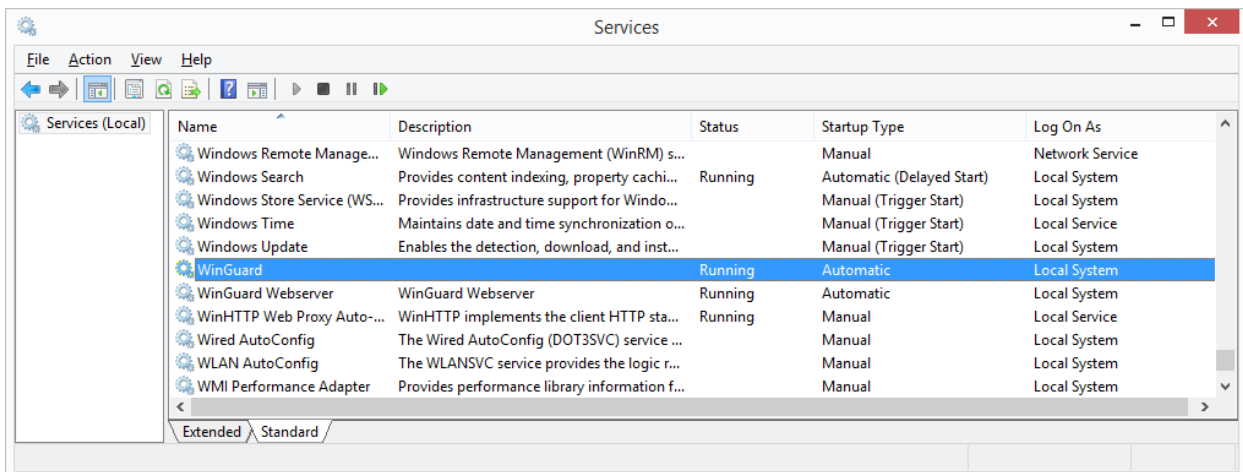 Services
File Action View Help
Services (Local)
Name Description Status Startup Type Log On As
Windows Remote Manage... Windows Remote Management (WinRM) s... Manual Network Service
Windows Search Provides content indexing, property cachi... Running Automatic (Delayed Start) Local System
Windows Store Service (WS... Provides infrastructure support for Windo... Manual (Trigger Start) Local System
Windows Time Maintains date and time synchronization o... Manual (Trigger Start) Local Service
Windows Update Enables the detection, download, and inst... Manual (Trigger Start) Local System
WinGuard Running Automatic Local System
WinGuard Webserver WinGuard Webserver Running Automatic Local System
WinHTTP Web Proxy Auto-... WinHTTP implements the client HTTP sta... Running Manual Local Service
Wired AutoConfig The Wired AutoConfig (DOT3SVC) service ... Manual Local System
WLAN AutoConfig The WLANSVC service provides the logic r... Manual Local System
WMI Performance Adapter Provides performance library information f... Manual Local System
Extended Standard